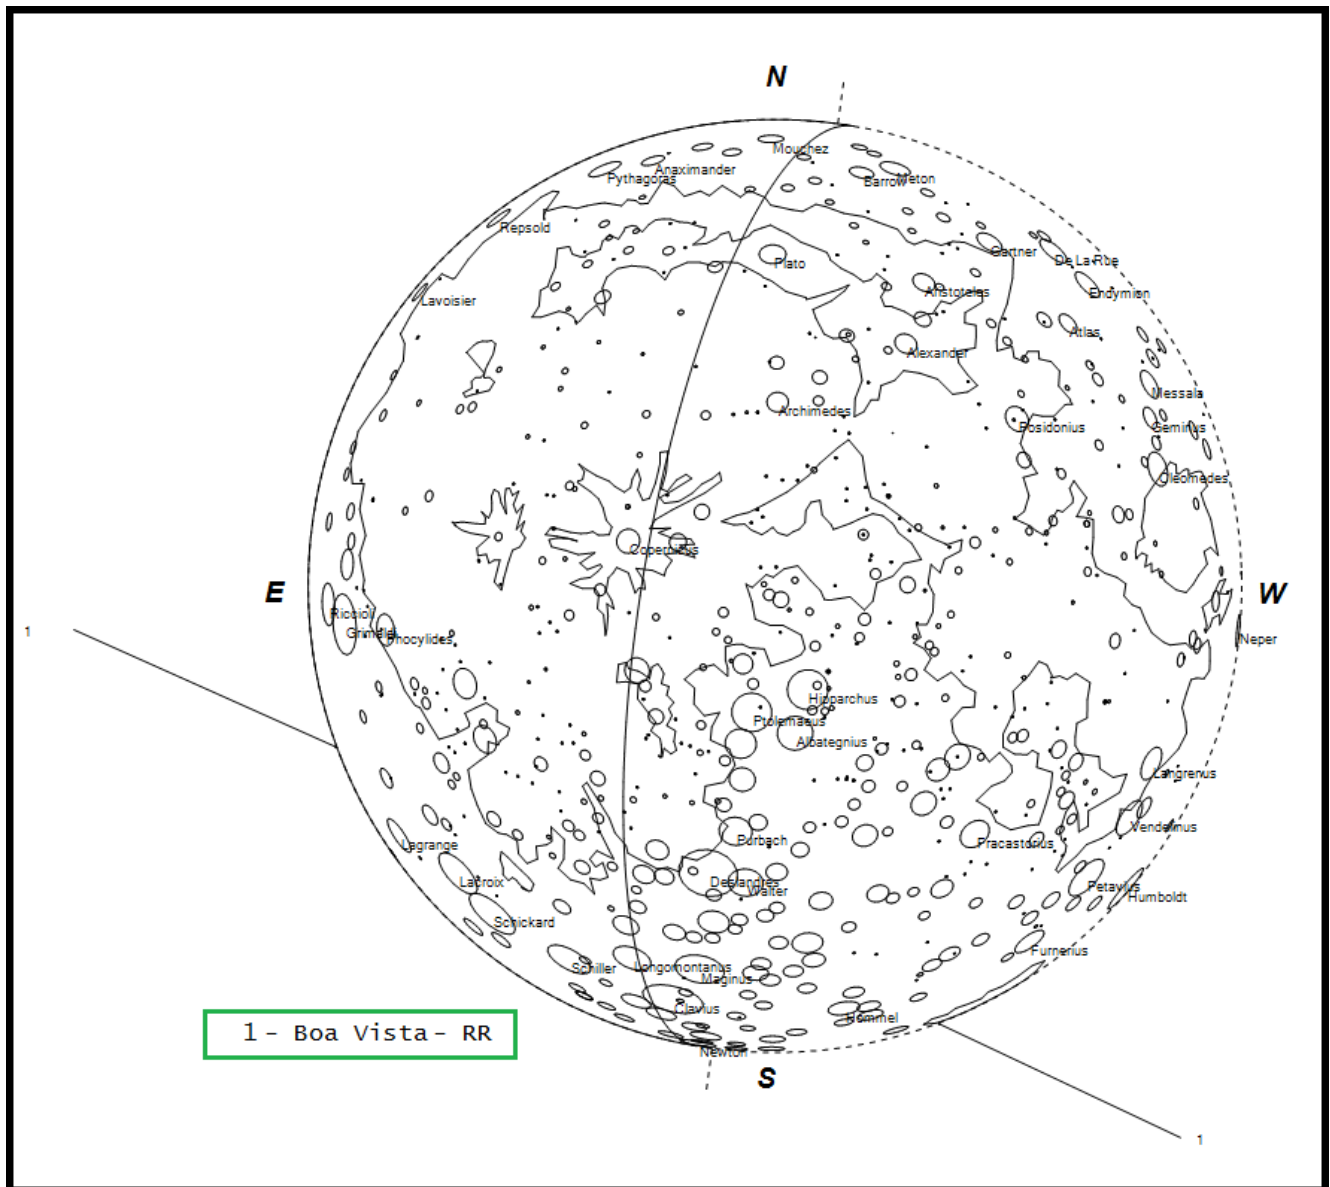 N
Mouchez
Anaximander
Pythagoras
Barrow
Meton
Repsold
Gartner
De La Rue
Plato
Aristoteles
Endymion
Lavoisier
Atlas
Alexander
Messala
Archimedes
Posidonius
Geminus
Cleomedes
Copernicus
E
W
Riccioli
Grimaldi
Phocylides
1
Neper
Hipparchus
Ptolemaeus
Albategnius
Langrenus
Vendelinus
Purbach
Fracastorius
Lagrange
Lacroix
Deslandres
Walter
Petavius
Humboldt
Schickard
Furnerius
Schiller
Longomontanus
Maginus
Clavius
Hommel
1 - Boa Vista - RR
Newton
S
1